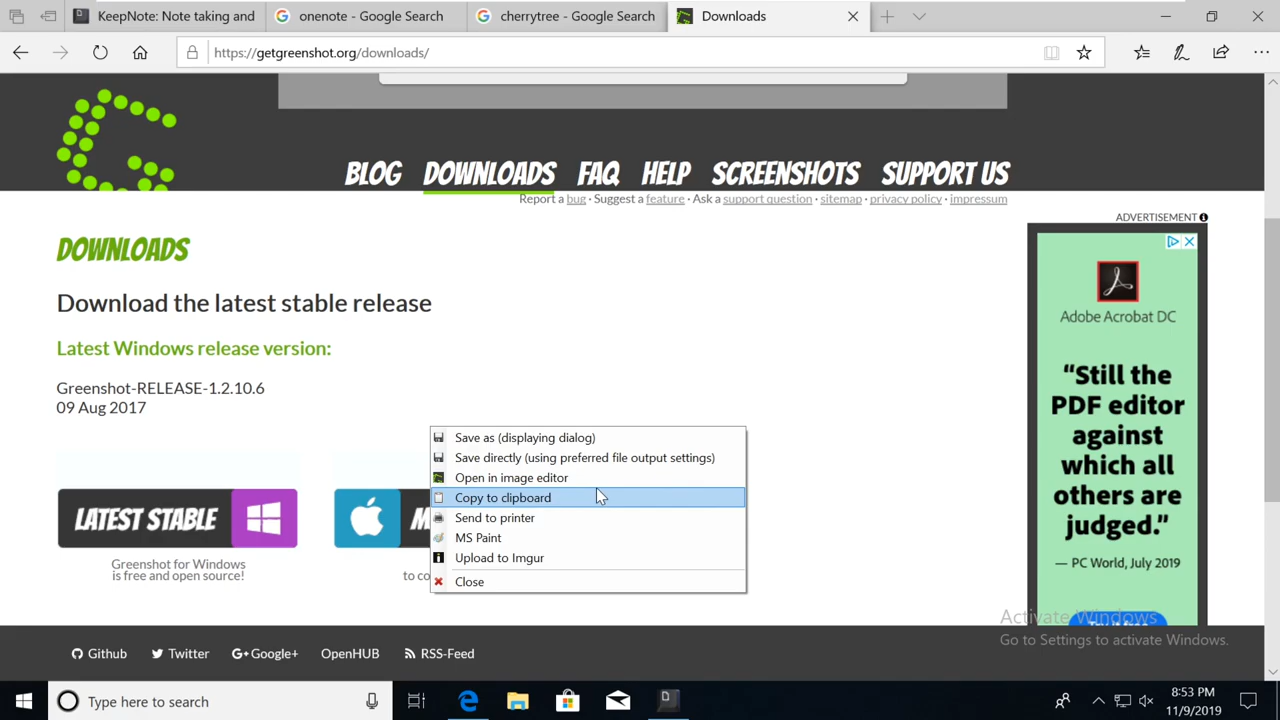 KeepNote: Note taking and
onenote - Google Search
cherrytree - Google Search
Downloads
https://getgreenshot.org/downloads/
BLOG DOWNLOADS FAQ HELP SCREENSHOTS SUPPORT US
Report a bug · Suggest a feature · Ask a support question · sitemap · privacy policy · impressum
ADVERTISEMENT
DOWNLOADS
Download the latest stable release
Latest Windows release version:
Greenshot-RELEASE-1.2.10.6
09 Aug 2017
LATEST STABLE
Greenshot for Windows
is free and open source!
M
to co
Save as (displaying dialog)
Save directly (using preferred file output settings)
Open in image editor
Copy to clipboard
Send to printer
MS Paint
Upload to Imgur
Close
Adobe Acrobat DC
“Still the
PDF editor
against
which all
others are
judged.”
— PC World, July 2019
Activate Windows
Go to Settings to activate Windows.
Github
Twitter
G+ Google+
OpenHUB
RSS-Feed
Type here to search
8:53 PM
11/9/2019